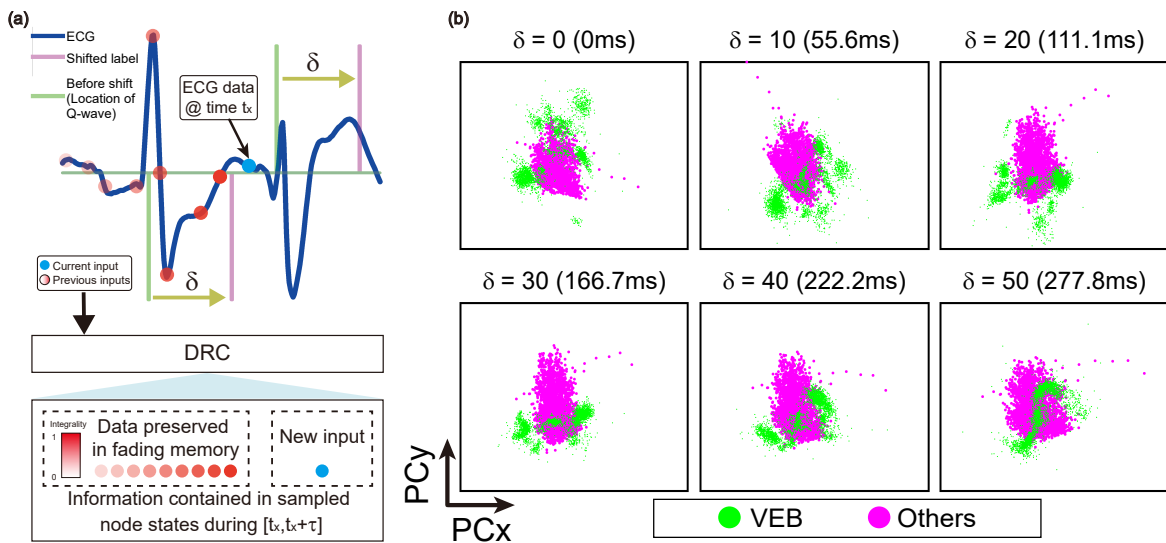 (a)
ECG
Shifted label
Before shift
(Location of
Q-wave)
δ
ECG data
@ time tₓ
Current input
Previous inputs
δ
DRC
Integrality
1
0
Data preserved
in fading memory
New input
Information contained in sampled
node states during [tₓ,tₓ+τ]
(b)
δ = 0 (0ms)
δ = 10 (55.6ms)
δ = 20 (111.1ms)
δ = 30 (166.7ms)
δ = 40 (222.2ms)
δ = 50 (277.8ms)
PCy
PCx
VEB
Others